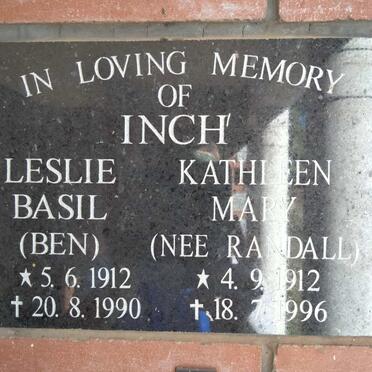 IN LOVING MEMORY
OF
INCH
LESLIE
BASIL
(BEN)
★ 5.6.1912
✝ 20.8.1990
KATHLEEN
MARY
(NEE RANDALL)
★ 4.9.1912
✝ 18.7.1996